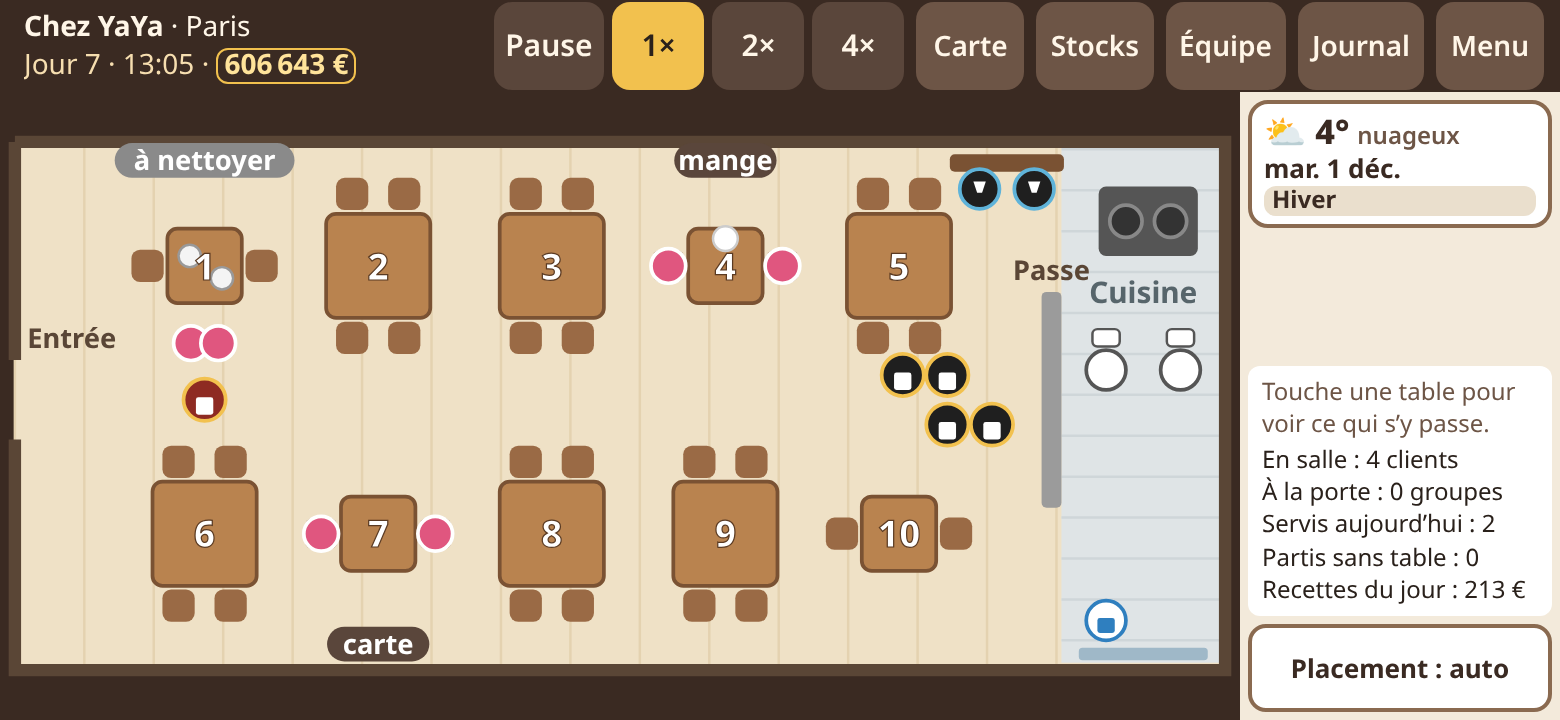 Chez YaYa · Paris
Jour 7 · 13:05 · 606 643 €
Pause
1×
2×
4×
Carte
Stocks
Équipe
Journal
Menu
à nettoyer
mange
1
2
3
4
5
Passe
Cuisine
Entrée
6
7
8
9
10
carte
4° nuageux
mar. 1 déc.
Hiver
Touche une table pour
voir ce qui s’y passe.
En salle : 4 clients
À la porte : 0 groupes
Servis aujourd’hui : 2
Partis sans table : 0
Recettes du jour : 213 €
Placement : auto